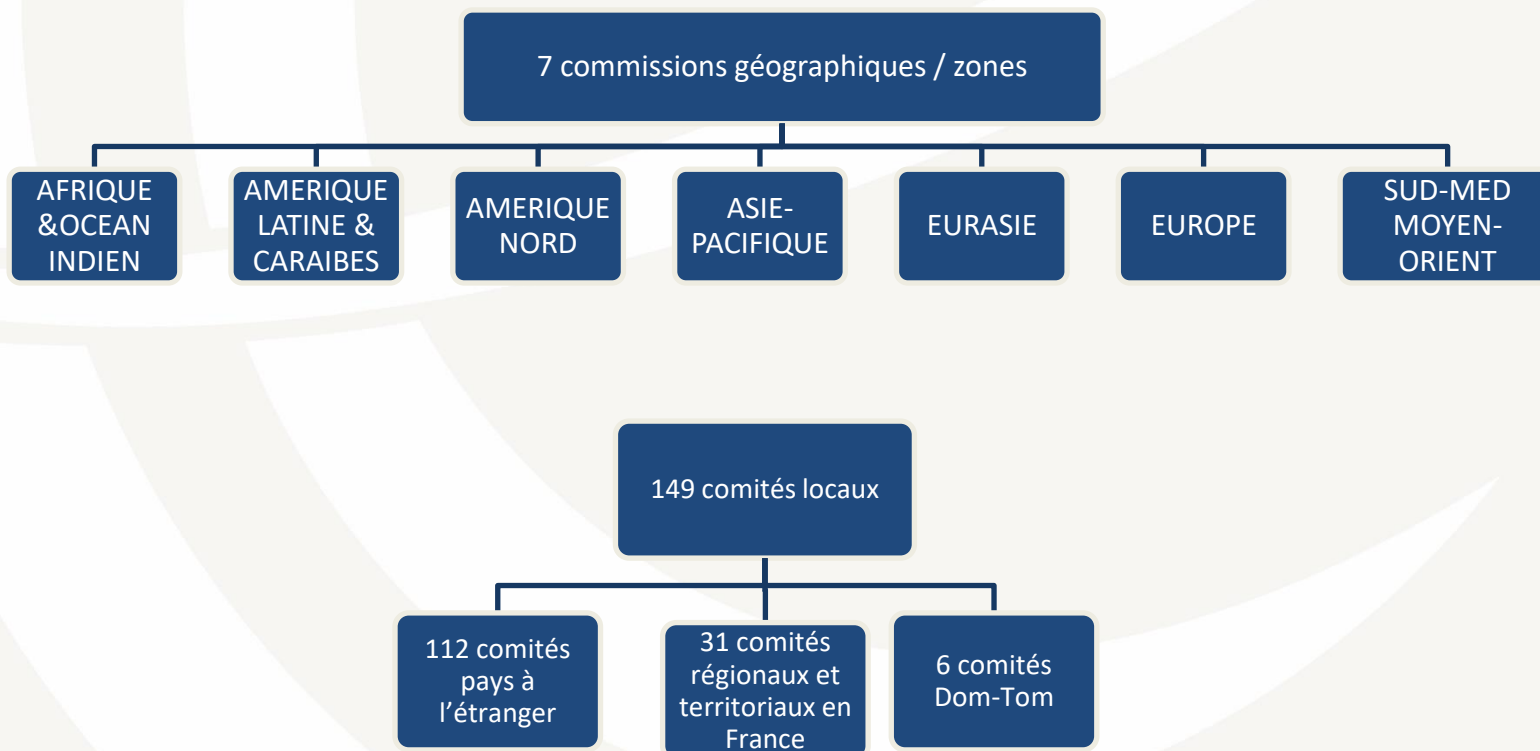 7 commissions géographiques / zones
AFRIQUE
&OCEAN
INDIEN
AMERIQUE
LATINE &
CARAIBES
AMERIQUE
NORD
ASIE-
PACIFIQUE
EURASIE
EUROPE
SUD-MED
MOYEN-
ORIENT
149 comités locaux
112 comités
pays à
l’étranger
31 comités
régionaux et
territoriaux en
France
6 comités
Dom-Tom